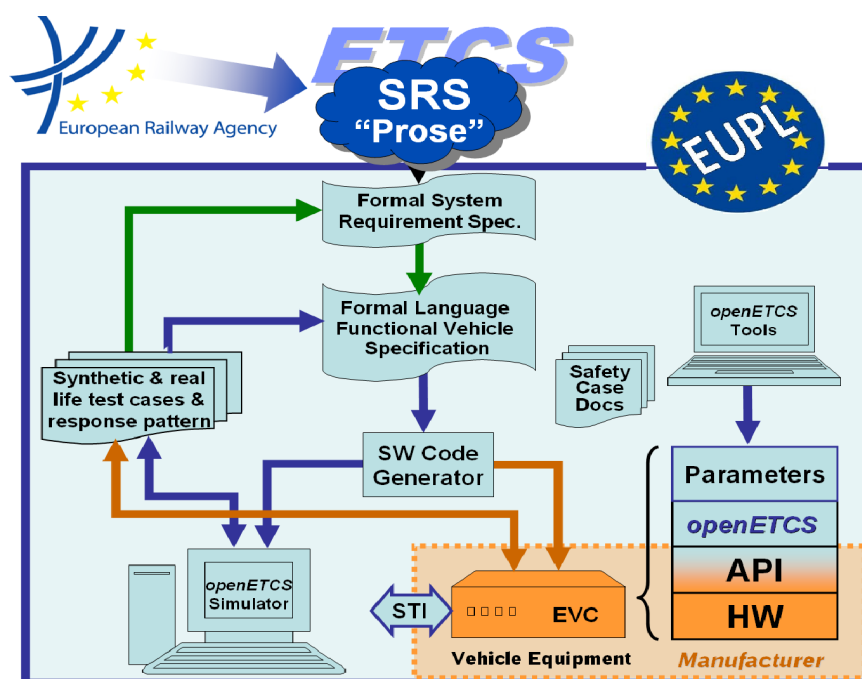 ETCS
SRS
“Prose”
European Railway Agency
EUPL
Formal System
Requirement Spec.
Formal Language
Functional Vehicle
Specification
openETCS
Tools
Synthetic & real
life test cases &
response pattern
Safety
Case
Docs
SW Code
Generator
Parameters
openETCS
API
HW
openETCS
Simulator
STI
EVC
Vehicle Equipment
Manufacturer